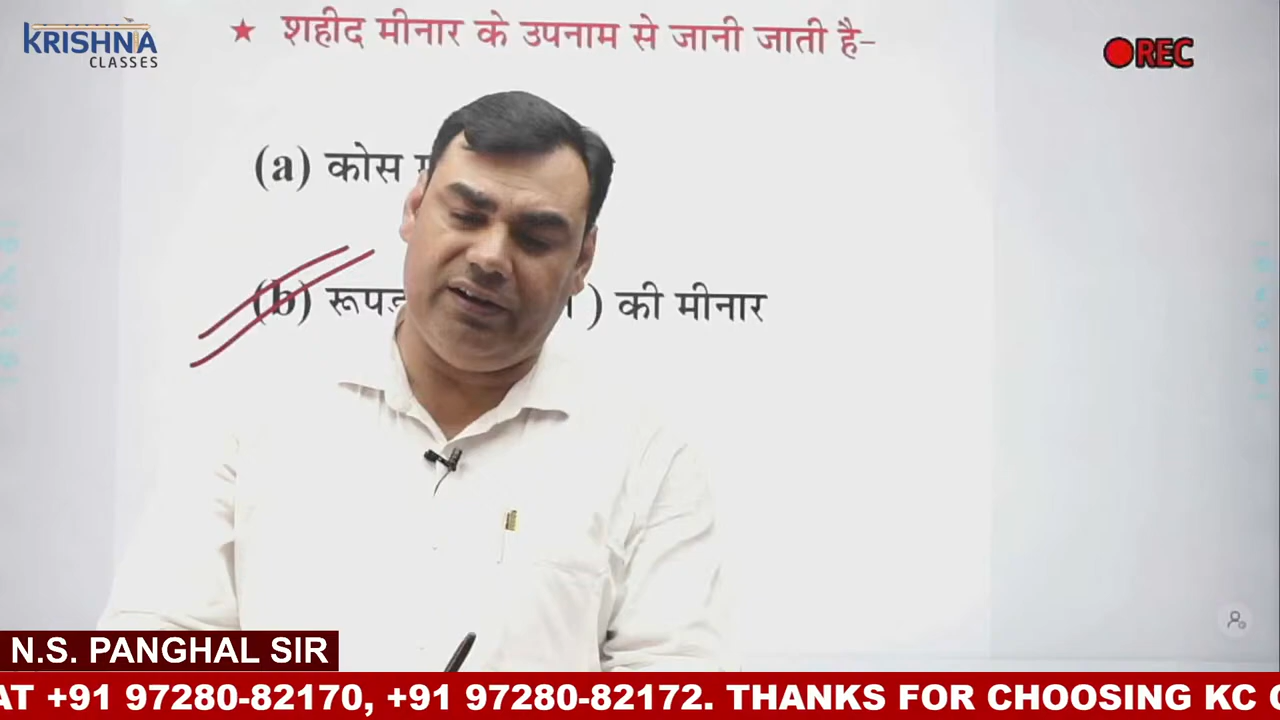 KRISHNA
CLASSES
★ शहीद मीनार के उपनाम से जानी जाती है-
REC
(a) कोस
(b) की मीनार
N.S. PANGHAL SIR
AT +91 97280-82170, +91 97280-82172. THANKS FOR CHOOSING KC